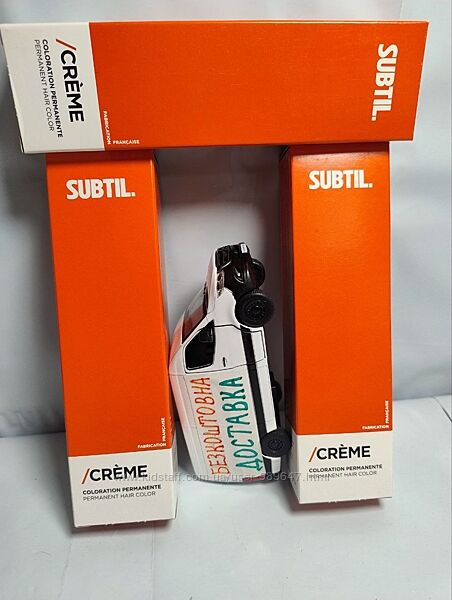 /CRÈME
COLORATION PERMANENTE
PERMANENT HAIR COLOR
FABRICATION FRANÇAISE
SUBTIL.
SUBTIL.
FABRICATION FRANÇAISE
/CRÈME
COLORATION PERMANENTE
PERMANENT HAIR COLOR
SUBTIL.
FABRICATION FRANÇAISE
/CRÈME
COLORATION PERMANENTE
PERMANENT HAIR COLOR
БЕЗКОШТОВНА
ДОСТАВКА